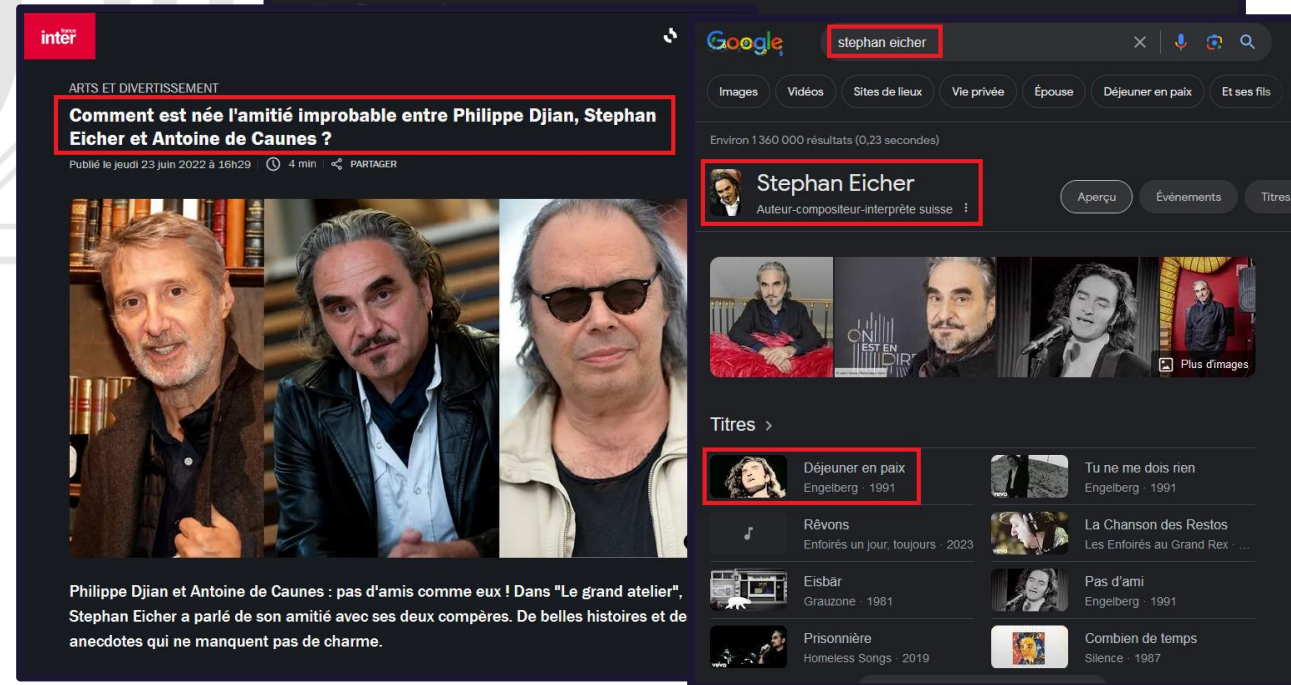 france
inter
ARTS ET DIVERTISSEMENT
Comment est née l'amitié improbable entre Philippe Djian, Stephan
Eicher et Antoine de Caunes ?
Publié le jeudi 23 juin 2022 à 16h29 4 min PARTAGER
Philippe Djian et Antoine de Caunes : pas d'amis comme eux ! Dans "Le grand atelier",
Stephan Eicher a parlé de son amitié avec ses deux compères. De belles histoires et de
anecdotes qui ne manquent pas de charme.
Google
stephan eicher
Images Vidéos Sites de lieux Vie privée Épouse Déjeuner en paix Et ses fils
Environ 1 360 000 résultats (0,23 secondes)
Stephan Eicher
Auteur-compositeur-interprète suisse
Aperçu Événements Titres
ON
EST EN
DIR
Plus d'images
Titres >
Déjeuner en paix
Engelberg · 1991
Tu ne me dois rien
Engelberg · 1991
vevo
Rêvons
Enfoirés un jour, toujours · 2023
La Chanson des Restos
Les Enfoirés au Grand Rex · ...
vevo
Eisbär
Grauzone · 1981
Pas d'ami
Engelberg · 1991
Prisonnière
Homeless Songs · 2019
vevo
Combien de temps
Silence · 1987